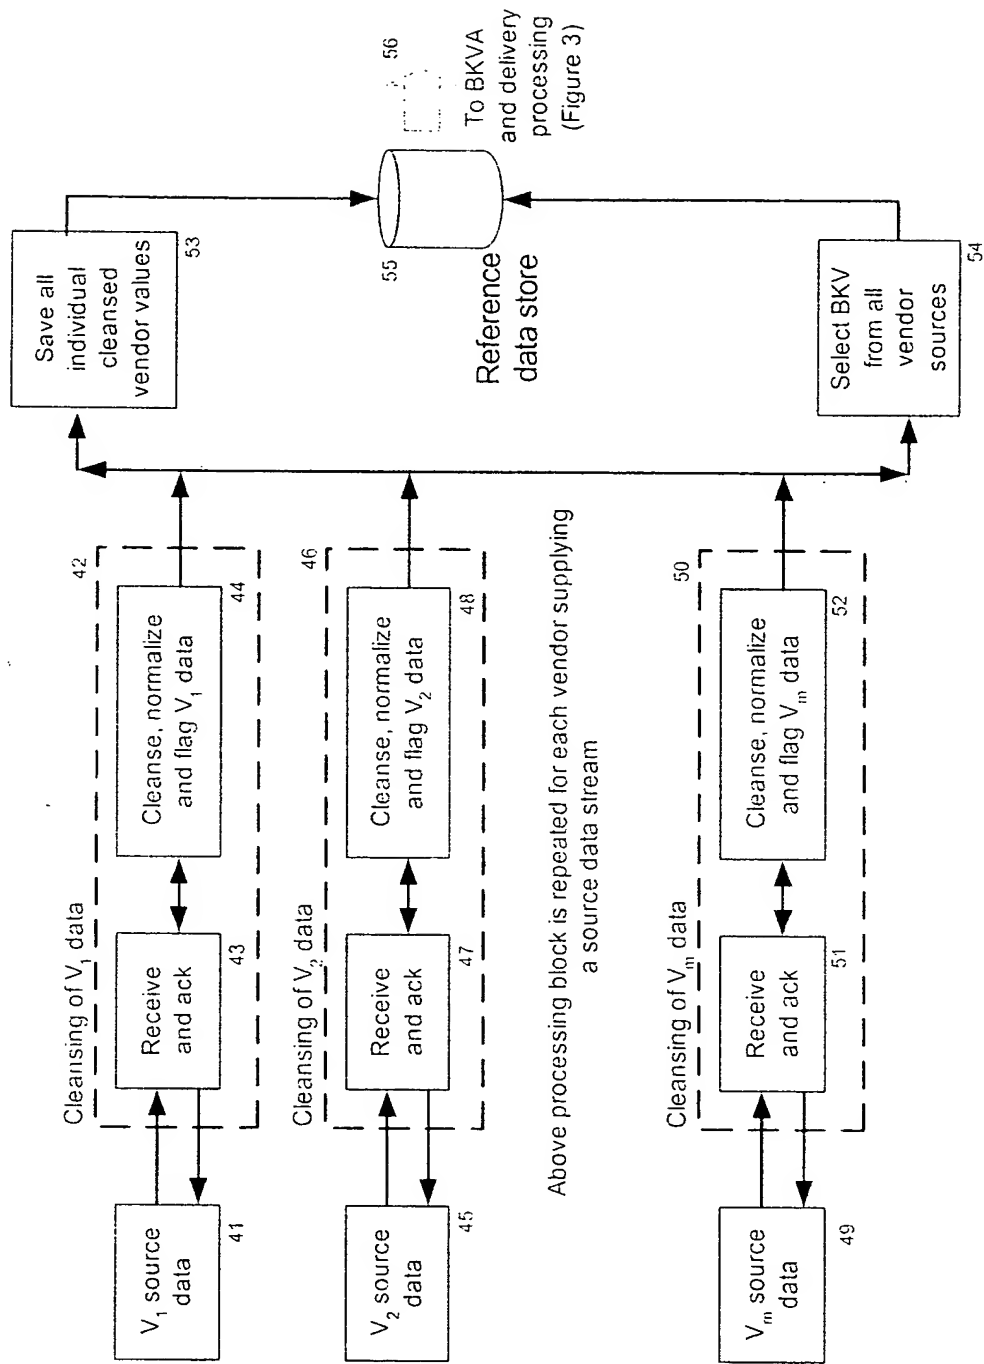 V1 source
data
41
Cleansing of V1 data
42
Receive
and ack
43
Cleanse, normalize
and flag V1 data
44
V2 source
data
45
Cleansing of V2 data
46
Receive
and ack
47
Cleanse, normalize
and flag V2 data
48
Above processing block is repeated for each vendor supplying
a source data stream
Vm source
data
49
Cleansing of Vm data
50
Receive
and ack
51
Cleanse, normalize
and flag Vm data
52
Save all
individual
cleansed
vendor values
53
55
Reference
data store
56
To BKVA
and delivery
processing
(Figure 3)
Select BKV
from all
vendor
sources
54